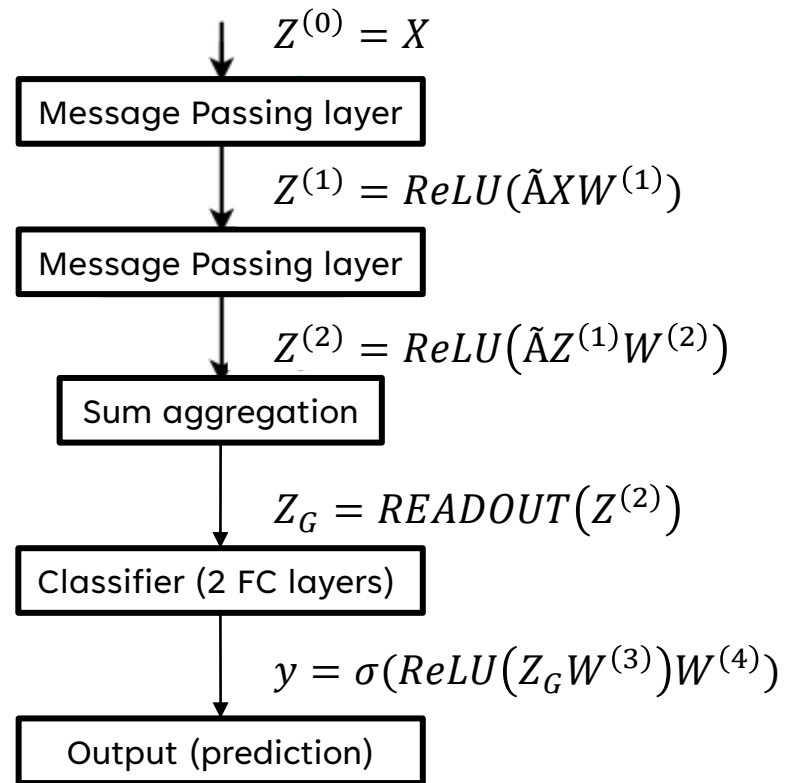 Z^{(0)} = X
Message Passing layer
Z^{(1)} = ReLU(ÃXW^{(1)})
Message Passing layer
Z^{(2)} = ReLU(ÃZ^{(1)}W^{(2)})
Sum aggregation
Z_G = READOUT(Z^{(2)})
Classifier (2 FC layers)
y = σ(ReLU(Z_GW^{(3)})W^{(4)})
Output (prediction)